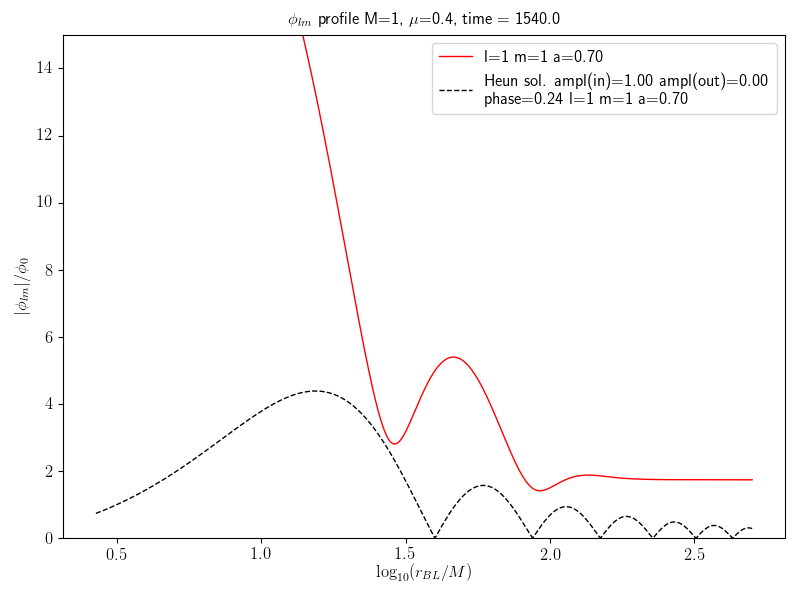 ϕ_lm profile M=1, μ=0.4, time = 1540.0
l=1 m=1 a=0.70
Heun sol. ampl(in)=1.00 ampl(out)=0.00
phase=0.24 l=1 m=1 a=0.70
|ϕ_lm|/ϕ_0
14
12
10
8
6
4
2
0
0.5 1.0 1.5 2.0 2.5
log_10(r_BL/M)